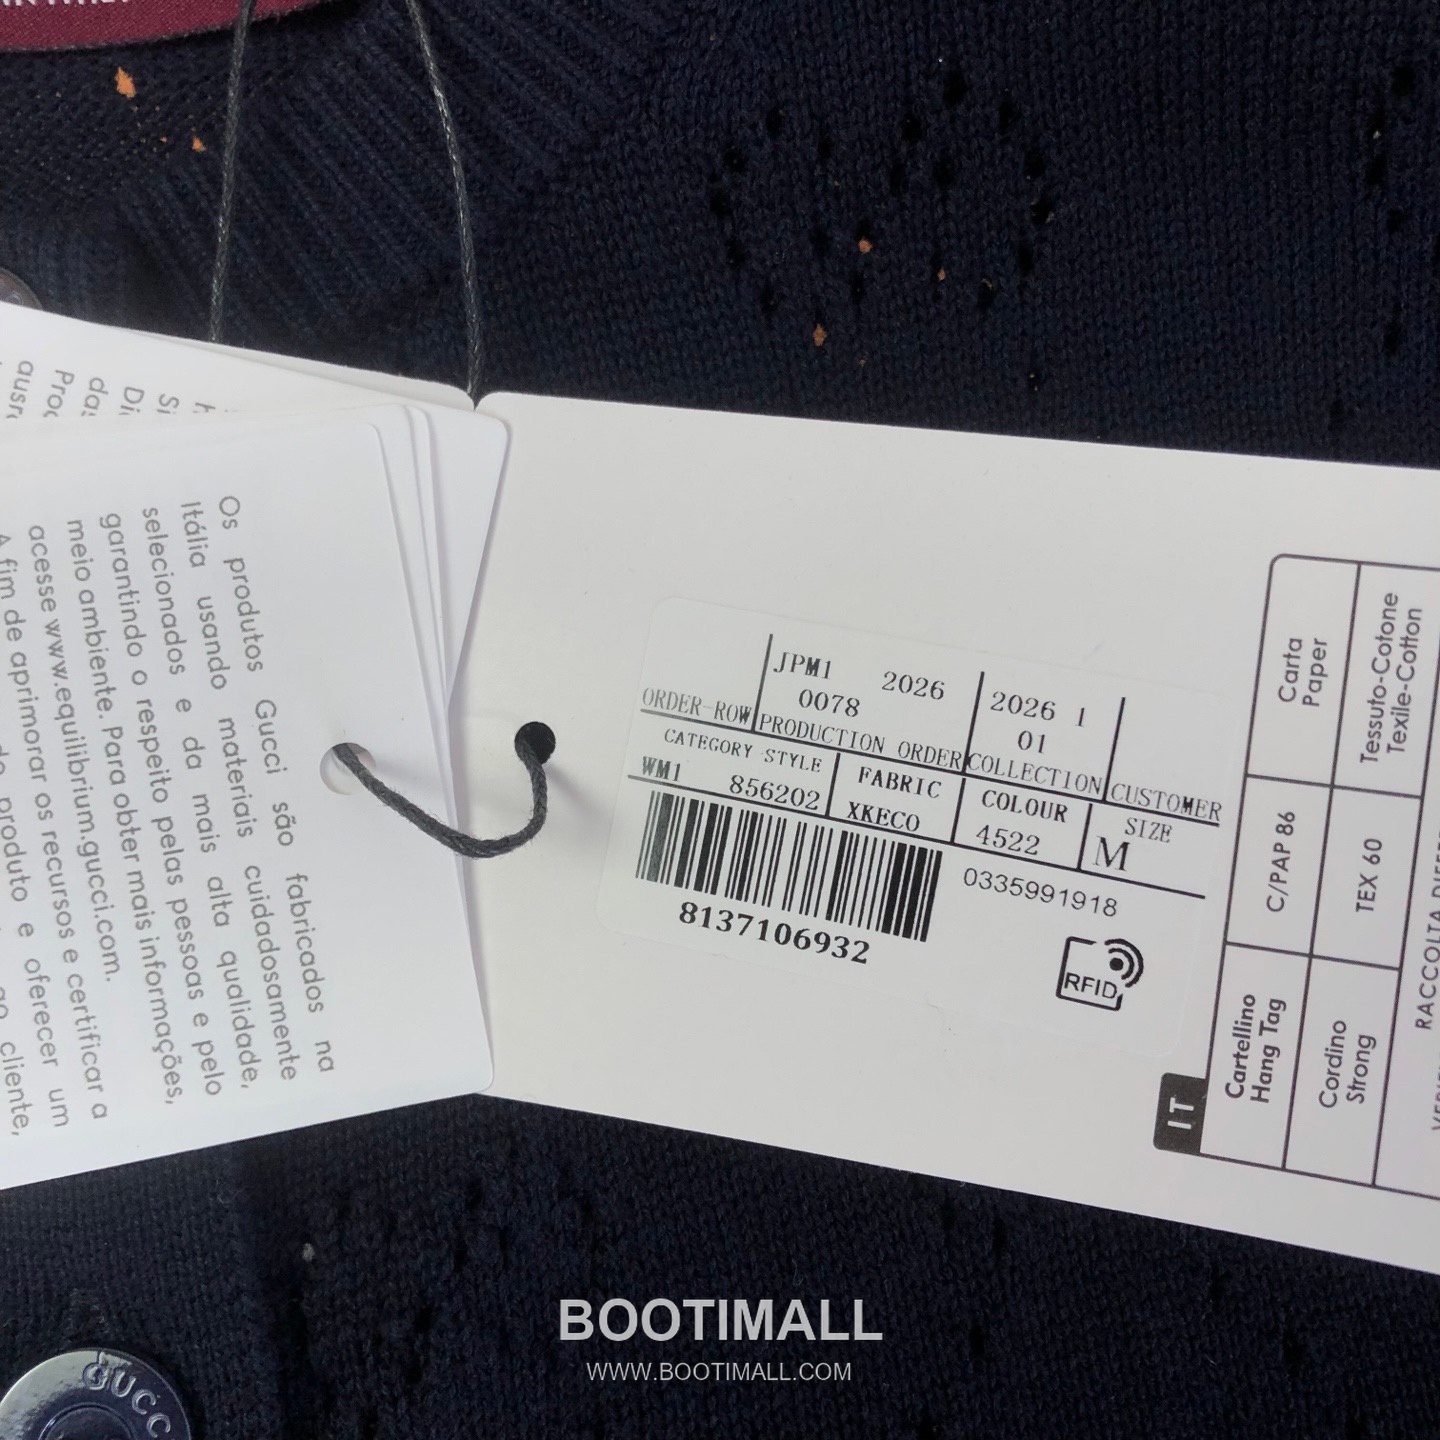 Os produtos Gucci são fabricados na
Itália usando materiais cuidadosamente
selecionados e da mais alta qualidade,
garantindo o respeito pelas pessoas e pelo
meio ambiente. Para obter mais informações,
acesse www.equilibrium.gucci.com.
A fim de aprimorar os recursos e certificar a
produto e oferecer um
cliente,
JPM1 2026
0078
2026 1
01
ORDER-ROW PRODUCTION ORDER COLLECTION CUSTOMER
CATEGORY STYLE FABRIC COLOUR SIZE
WM1 856202 XKECO 4522 M
8137106932
0335991918
RFID
IT
Carta
Paper
C/PAP 86
Cartellino
Hang Tag
Tessuto-Cotone
Texile-Cotton
TEX 60
Cordino
Strong
RACCOLTA
GUCC
BOOTIMALL
WWW.BOOTIMALL.COM